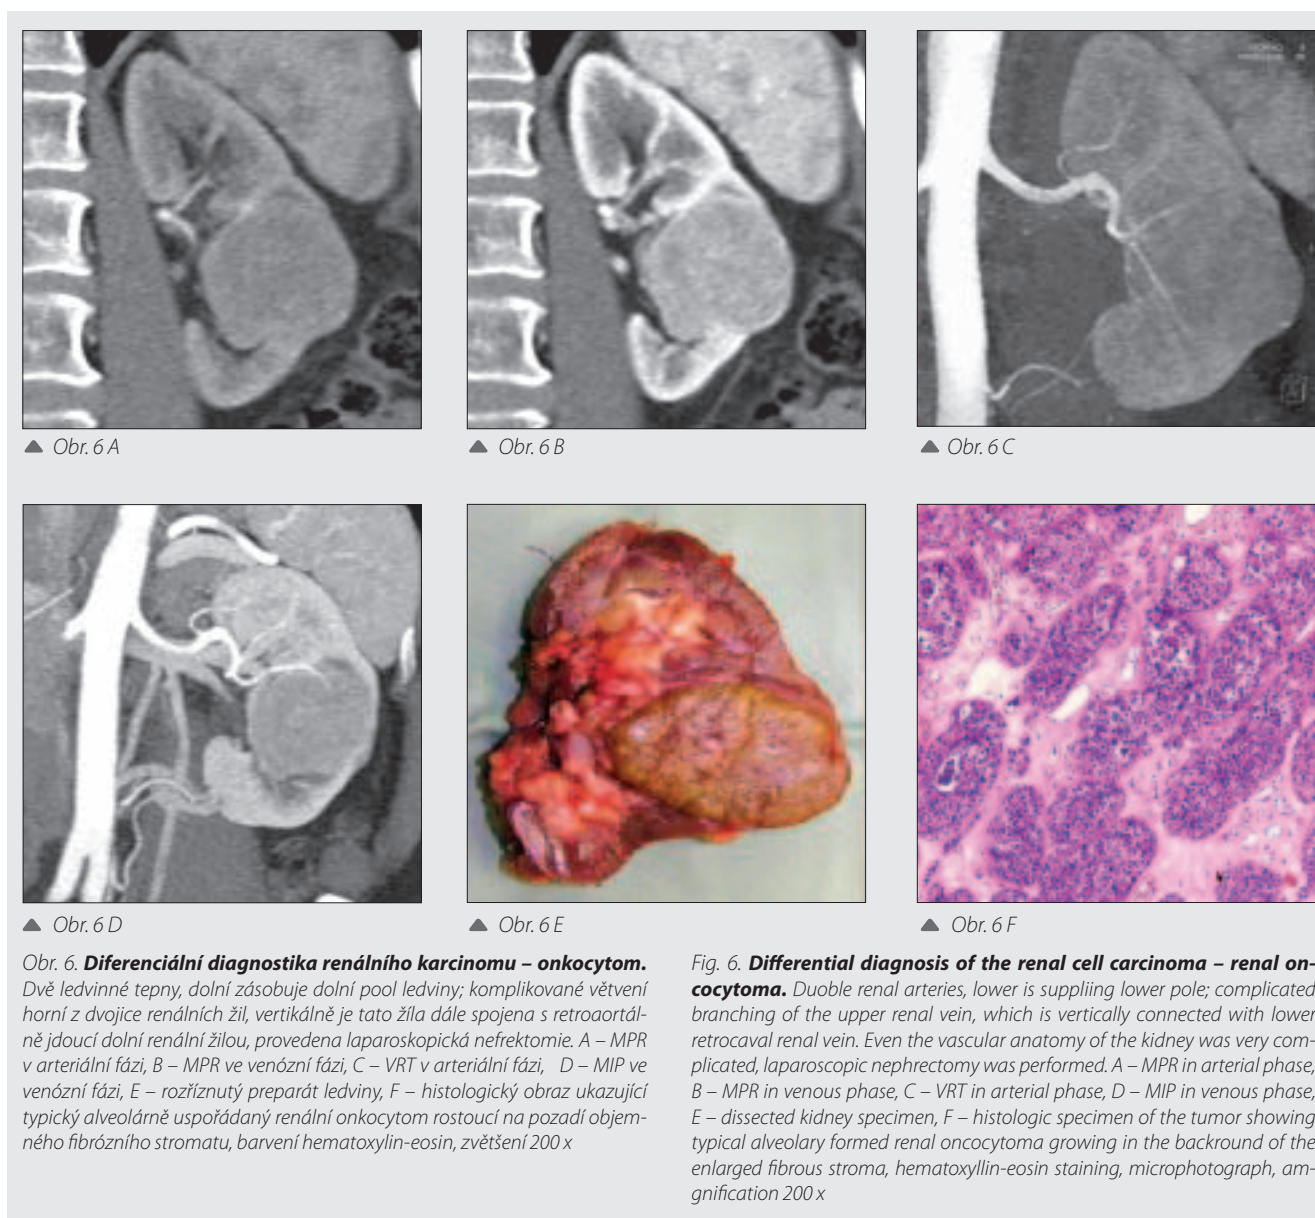 Obr. 6 A
Obr. 6 B
Obr. 6 C
Obr. 6 D
Obr. 6 E
Obr. 6 F
Obr. 6. Diferenciální diagnostika renálního karcinomu – onkocytom.
Dvě ledvinné tepny, dolní zásobuje dolní pool ledviny; komplikované větvení
horní z dvojice renálních žil, vertikálně je tato žíla dále spojena s retroaortál-
ně jdoucí dolní renální žilou, provedena laparoskopická nefrektomie. A – MPR
v arteriální fázi, B – MPR ve venózní fázi, C – VRT v arteriální fázi, D – MIP ve
venózní fázi, E – rozříznutý preparát ledviny, F – histologický obraz ukazující
typický alveolárně uspořádaný renální onkocytom rostoucí na pozadí objem-
ného fibrózního stromatu, barvení hematoxylin-eosin, zvětšení 200 x
Fig. 6. Differential diagnosis of the renal cell carcinoma – renal on-
cocytoma. Duoble renal arteries, lower is suppliing lower pole; complicated
branching of the upper renal vein, which is vertically connected with lower
retrocaval renal vein. Even the vascular anatomy of the kidney was very com-
plicated, laparoscopic nephrectomy was performed. A – MPR in arterial phase,
B – MPR in venous phase, C – VRT in arterial phase, D – MIP in venous phase,
E – dissected kidney specimen, F – histologic specimen of the tumor showing
typical alveolary formed renal oncocytoma growing in the backround of the
enlarged fibrous stroma, hematoxyllin-eosin staining, microphotograph, am-
gnification 200 x